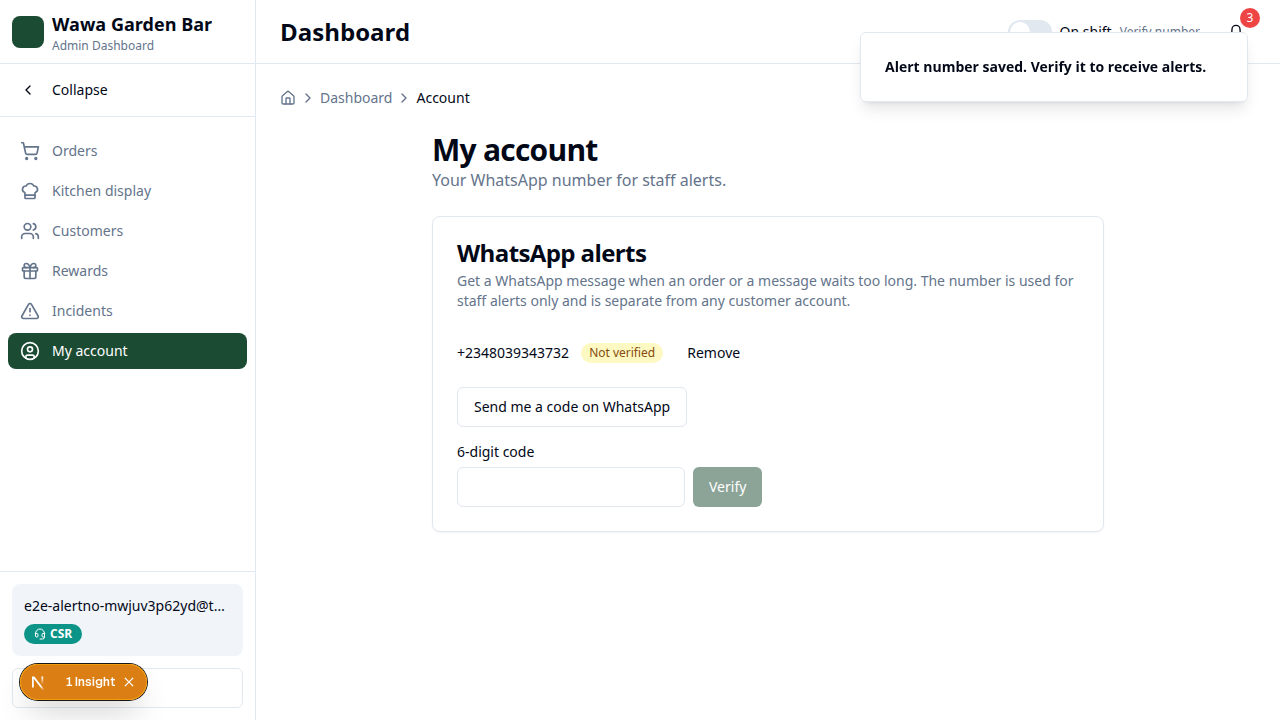 Wawa Garden Bar
Admin Dashboard
Collapse
Orders
Kitchen display
Customers
Rewards
Incidents
My account
e2e-alertno-mwjuv3p62yd@t...
CSR
1 Insight
Dashboard
On shift Verify number
3
Alert number saved. Verify it to receive alerts.
Dashboard
Account
My account
Your WhatsApp number for staff alerts.
WhatsApp alerts
Get a WhatsApp message when an order or a message waits too long. The number is used for
staff alerts only and is separate from any customer account.
+2348039343732 Not verified Remove
Send me a code on WhatsApp
6-digit code
Verify